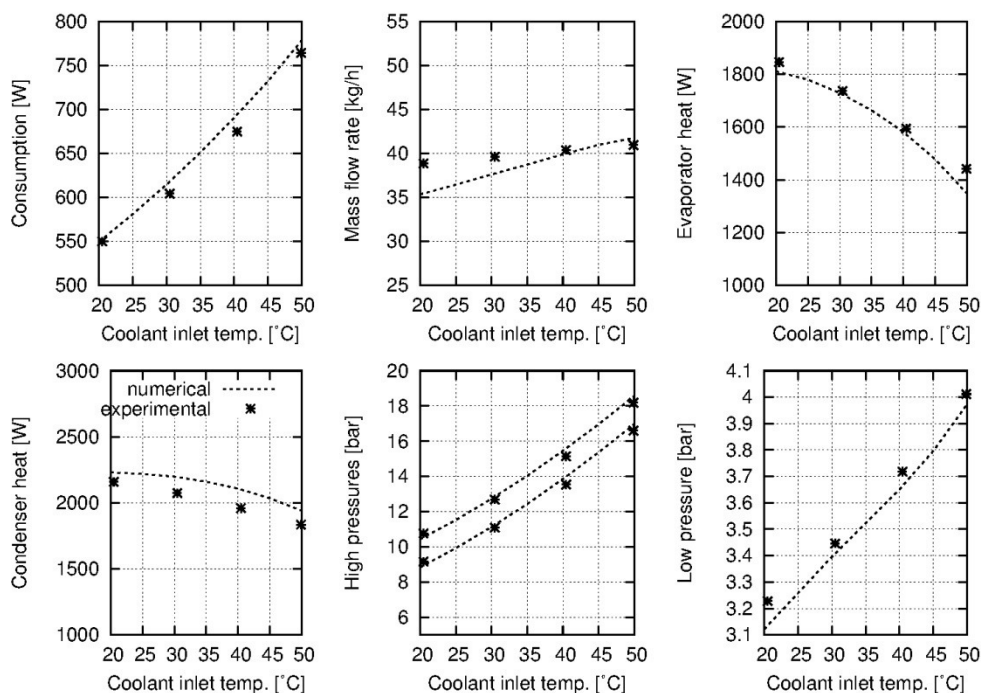 Consumption [W]
800
750
700
650
600
550
500
20 25 30 35 40 45 50
Coolant inlet temp. [˚C]
Mass flow rate [kg/h]
55
50
45
40
35
30
25
20 25 30 35 40 45 50
Coolant inlet temp. [˚C]
Evaporator heat [W]
2000
1800
1600
1400
1200
1000
20 25 30 35 40 45 50
Coolant inlet temp. [˚C]
Condenser heat [W]
3000
2500
2000
1500
1000
numerical
experimental
20 25 30 35 40 45 50
Coolant inlet temp. [˚C]
High pressures [bar]
20
18
16
14
12
10
8
6
20 25 30 35 40 45 50
Coolant inlet temp. [˚C]
Low pressure [bar]
4.1
4
3.9
3.8
3.7
3.6
3.5
3.4
3.3
3.2
3.1
20 25 30 35 40 45 50
Coolant inlet temp. [˚C]